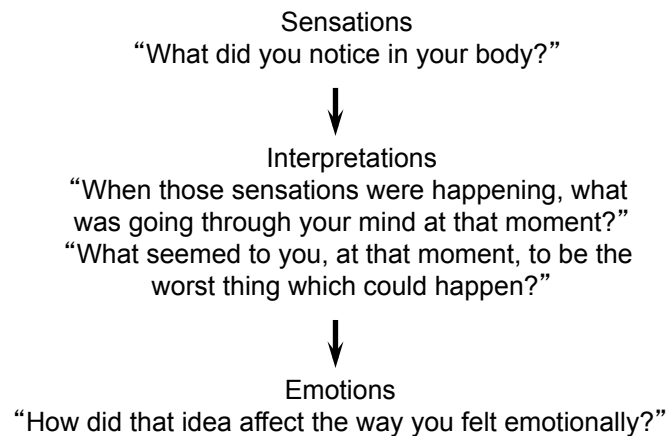 Sensations
“What did you notice in your body?”
Interpretations
“When those sensations were happening, what
was going through your mind at that moment?”
“What seemed to you, at that moment, to be the
worst thing which could happen?”
Emotions
“How did that idea affect the way you felt emotionally?”